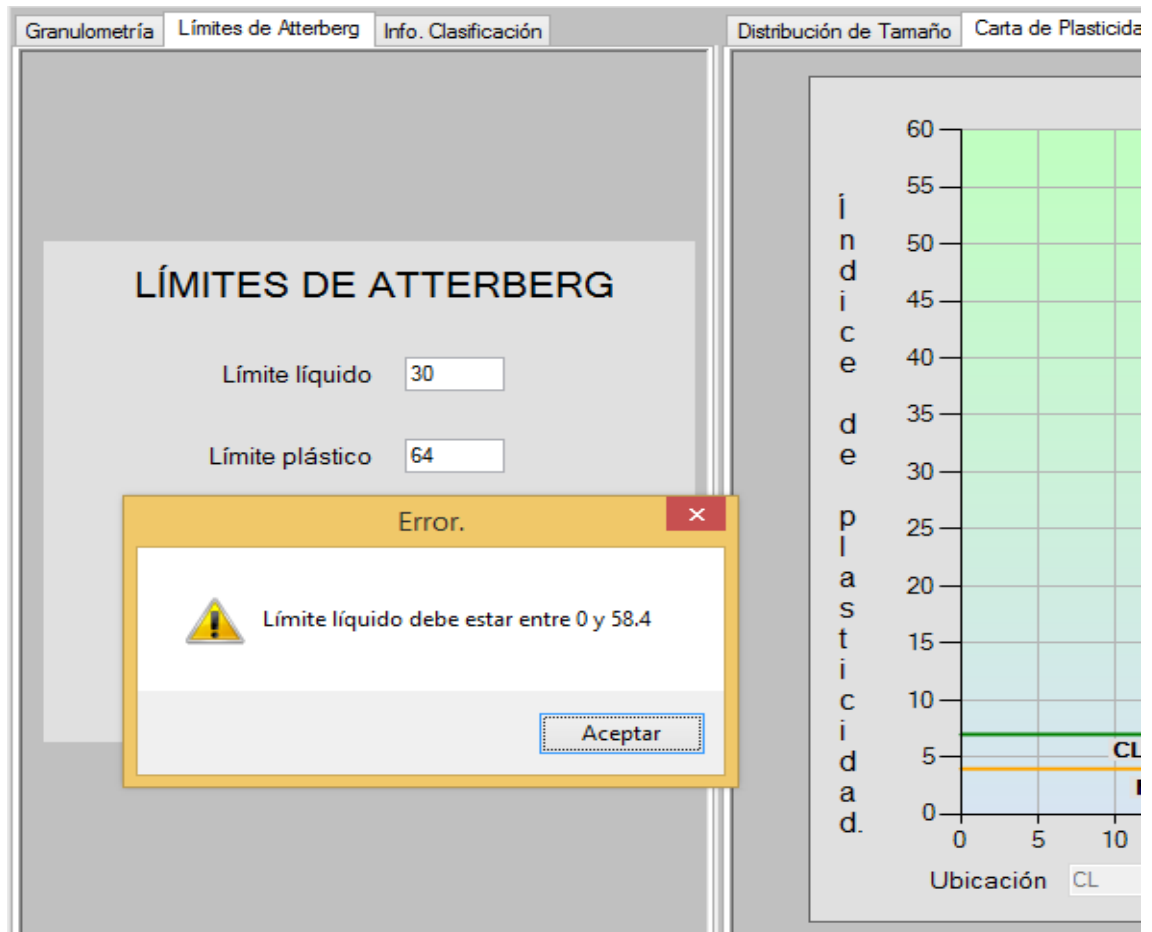 Granulometría
Límites de Atterberg
Info. Clasificación
Distribución de Tamaño
Carta de Plasticida
LÍMITES DE ATTERBERG
Límite líquido 30
Límite plástico 64
Error.
Límite líquido debe estar entre 0 y 58.4
Aceptar
Índice de plasticidad.
60
55
50
45
40
35
30
25
20
15
10
5
0
CL
0 5 10
Ubicación CL